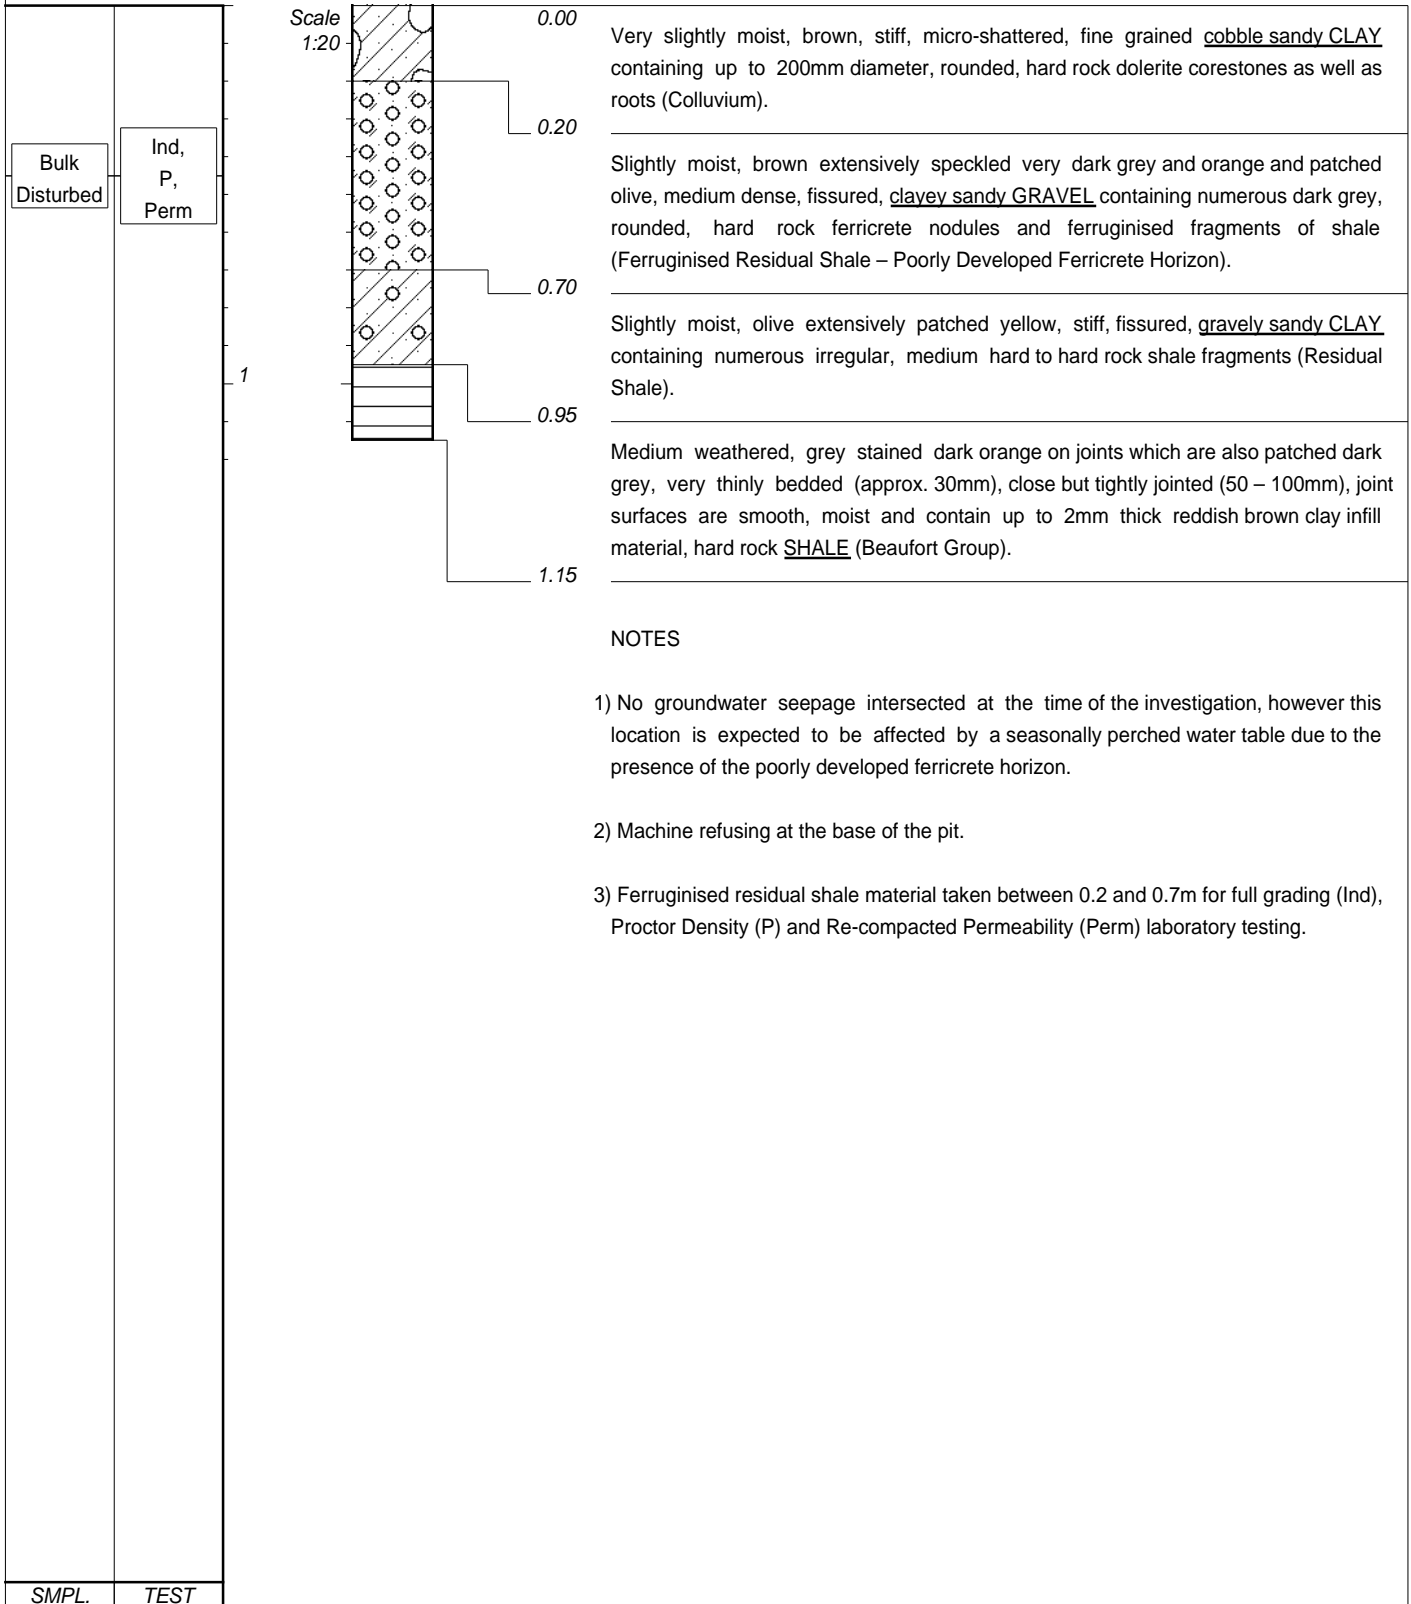 Scale
1:20
0.00
Very slightly moist, brown, stiff, micro-shattered, fine grained cobble sandy CLAY
containing up to 200mm diameter, rounded, hard rock dolerite corestones as well as
roots (Colluvium).
0.20
Bulk
Disturbed
Ind,
P,
Perm
Slightly moist, brown extensively speckled very dark grey and orange and patched
olive, medium dense, fissured, clayey sandy GRAVEL containing numerous dark grey,
rounded, hard rock ferricrete nodules and ferruginised fragments of shale
(Ferruginised Residual Shale – Poorly Developed Ferricrete Horizon).
0.70
Slightly moist, olive extensively patched yellow, stiff, fissured, gravely sandy CLAY
containing numerous irregular, medium hard to hard rock shale fragments (Residual
Shale).
1
0.95
Medium weathered, grey stained dark orange on joints which are also patched dark
grey, very thinly bedded (approx. 30mm), close but tightly jointed (50 – 100mm), joint
surfaces are smooth, moist and contain up to 2mm thick reddish brown clay infill
material, hard rock SHALE (Beaufort Group).
1.15
NOTES
1) No groundwater seepage intersected at the time of the investigation, however this
location is expected to be affected by a seasonally perched water table due to the
presence of the poorly developed ferricrete horizon.
2) Machine refusing at the base of the pit.
3) Ferruginised residual shale material taken between 0.2 and 0.7m for full grading (Ind),
Proctor Density (P) and Re-compacted Permeability (Perm) laboratory testing.
SMPL.
TEST